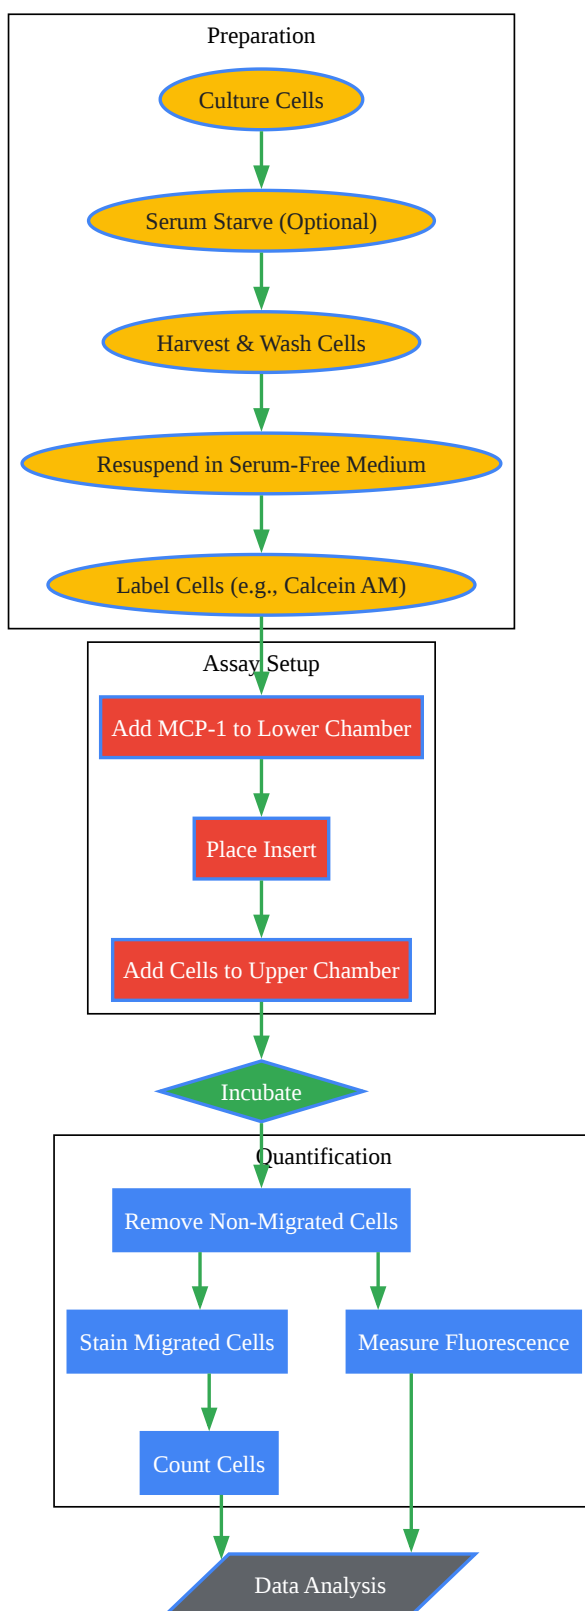 Preparation
Culture Cells
Serum Starve (Optional)
Harvest & Wash Cells
Resuspend in Serum-Free Medium
Label Cells (e.g., Calcein AM)
Assay Setup
Add MCP-1 to Lower Chamber
Place Insert
Add Cells to Upper Chamber
Incubate
Quantification
Remove Non-Migrated Cells
Stain Migrated Cells
Measure Fluorescence
Count Cells
Data Analysis